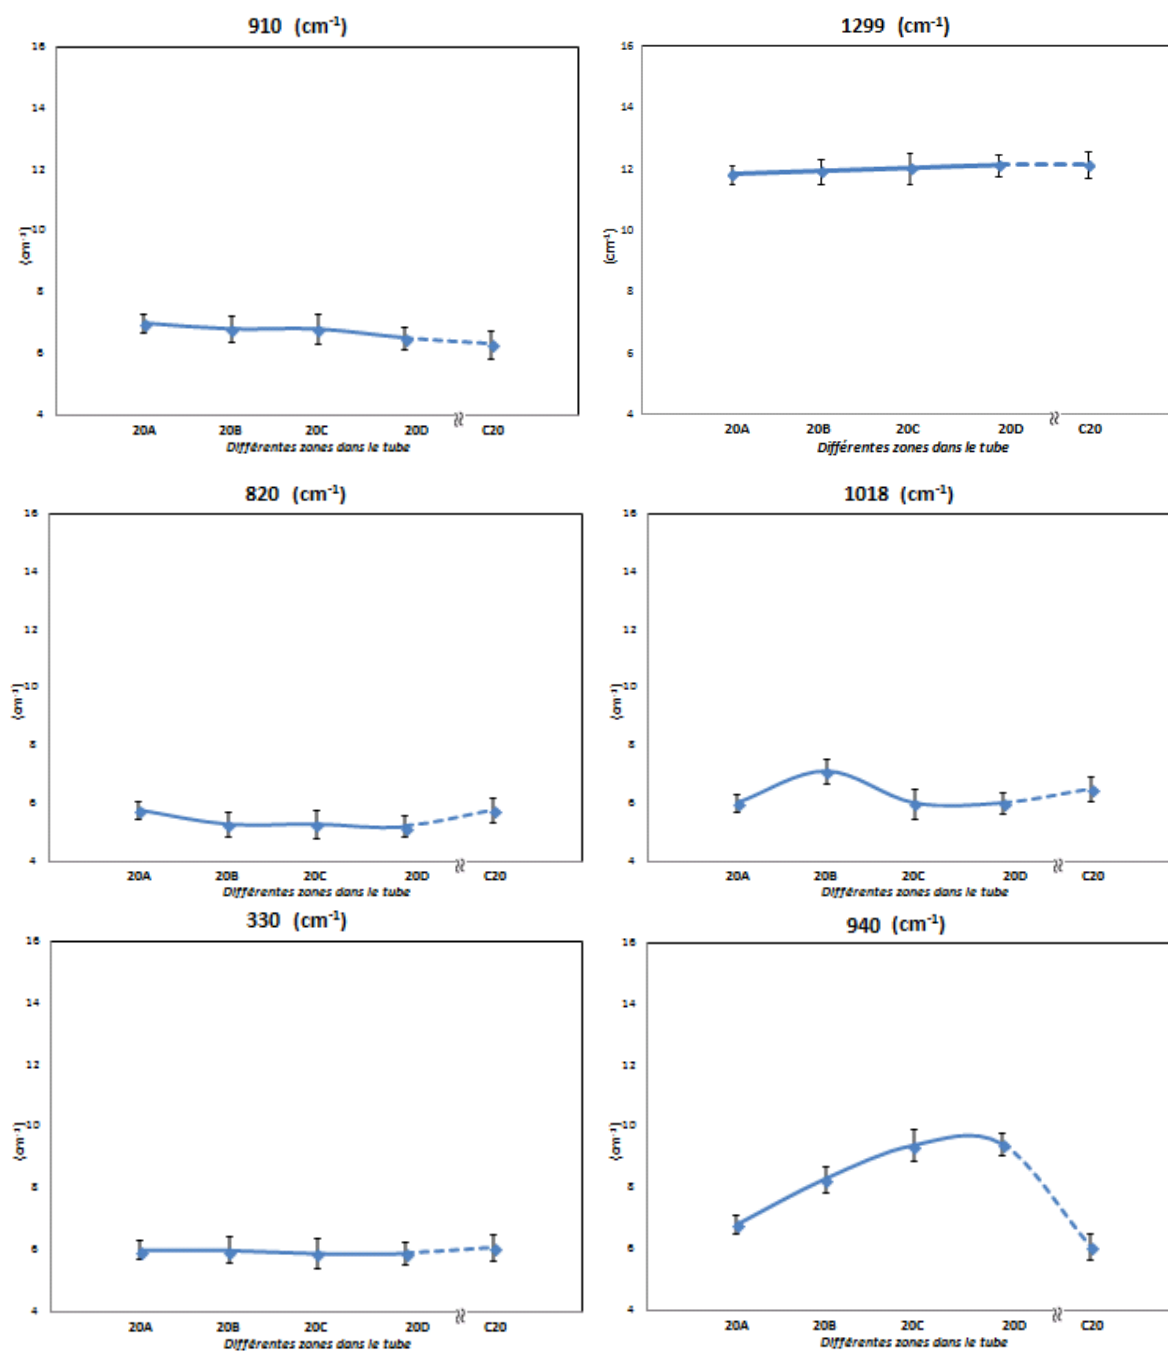 910 (cm⁻¹)
16
14
12
10
8
6
4
(cm⁻¹)
20A 20B 20C 20D C20
Différentes zones dans le tube
1299 (cm⁻¹)
16
14
12
10
8
6
4
(cm⁻¹)
20A 20B 20C 20D C20
Différentes zones dans le tube
820 (cm⁻¹)
16
14
12
10
8
6
4
(cm⁻¹)
20A 20B 20C 20D C20
Différentes zones dans le tube
1018 (cm⁻¹)
16
14
12
10
8
6
4
(cm⁻¹)
20A 20B 20C 20D C20
Différentes zones dans le tube
330 (cm⁻¹)
16
14
12
10
8
6
4
(cm⁻¹)
20A 20B 20C 20D C20
Différentes zones dans le tube
940 (cm⁻¹)
16
14
12
10
8
6
4
(cm⁻¹)
20A 20B 20C 20D C20
Différentes zones dans le tube